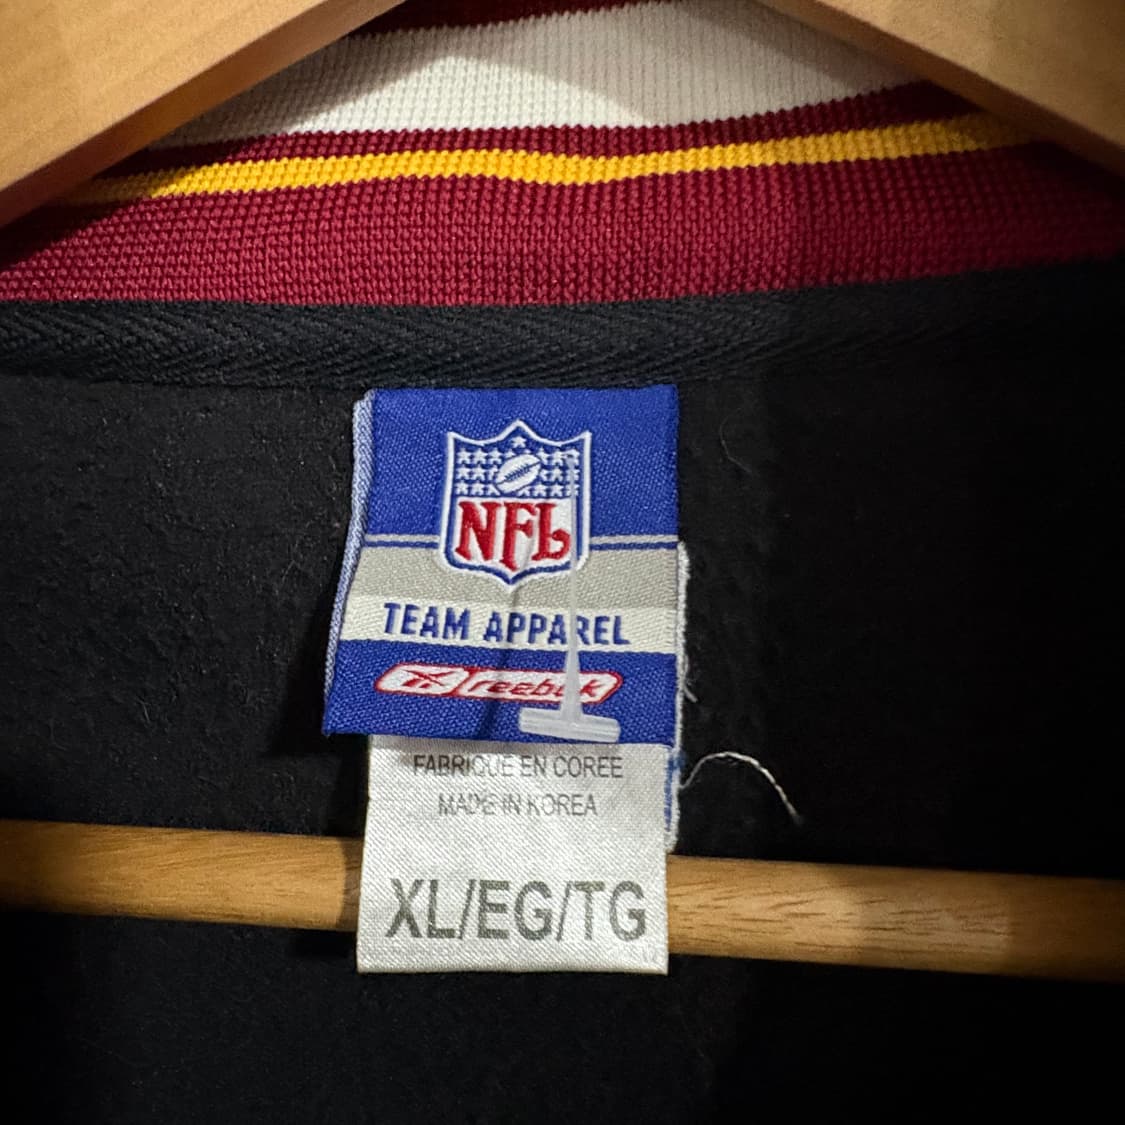 NFL
TEAM APPAREL
reebok
FABRIQUE EN COREE
MADE IN KOREA
XL/EG/TG